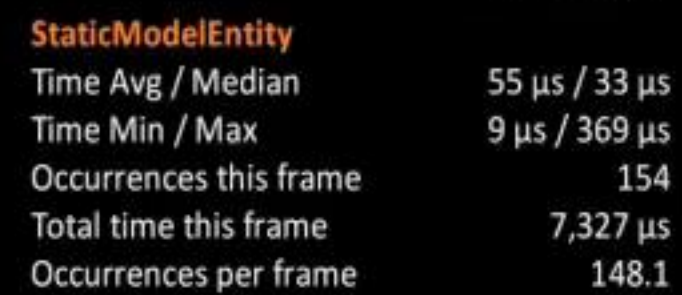 StaticModelEntity
Time Avg / Median 55 µs / 33 µs
Time Min / Max 9 µs / 369 µs
Occurrences this frame 154
Total time this frame 7,327 µs
Occurrences per frame 148.1